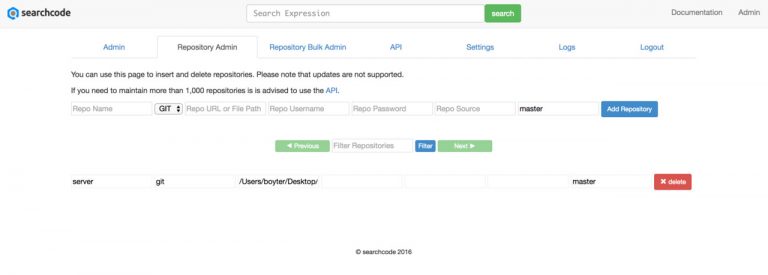 searchcode Search Expression search Documentation Admin
Admin Repository Admin Repository Bulk Admin API Settings Logs Logout
You can use this page to insert and delete repositories. Please note that updates are not supported.
If you need to maintain more than 1,000 repositories is is advised to use the API.
Repo Name GIT Repo URL or File Path Repo Username Repo Password Repo Source master Add Repository
Previous Filter Repositories Filter Next
server git /Users/boyter/Desktop/ master delete
© searchcode 2016